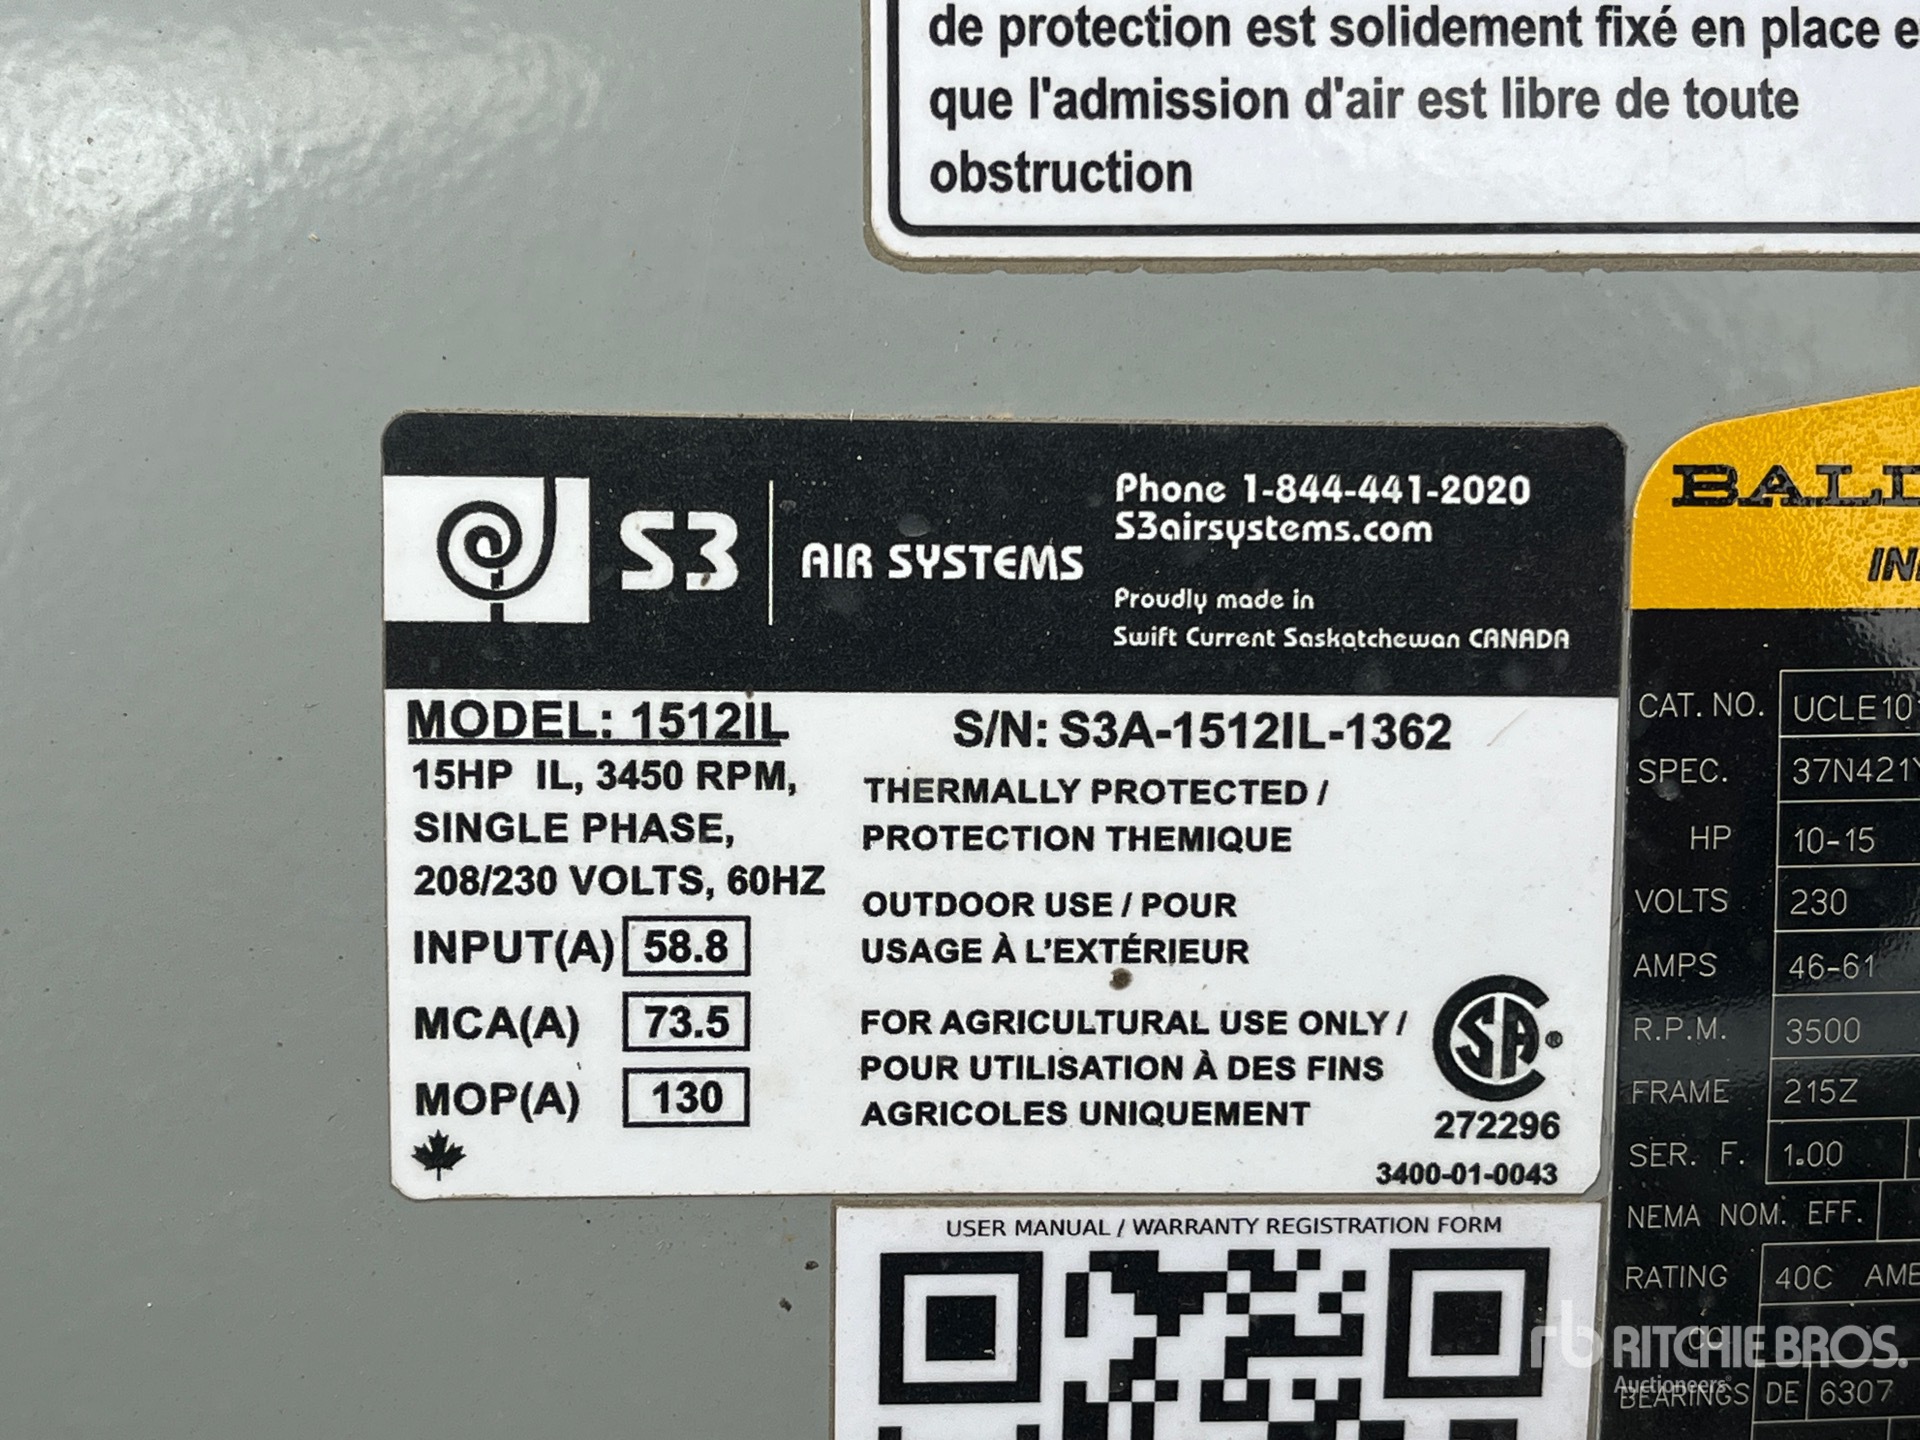 de protection est solidement fixé en place
que l'admission d'air est libre de toute
obstruction
S3
AIR SYSTEMS
Phone 1-844-441-2020
S3airsystems.com
Proudly made in
Swift Current Saskatchewan CANADA
MODEL: 1512IL
15HP IL, 3450 RPM,
SINGLE PHASE,
208/230 VOLTS, 60HZ
INPUT(A) 58.8
MCA(A) 73.5
MOP(A) 130
S/N: S3A-1512IL-1362
THERMALLY PROTECTED /
PROTECTION THEMIQUE
OUTDOOR USE / POUR
USAGE À L'EXTÉRIEUR
FOR AGRICULTURAL USE ONLY /
POUR UTILISATION À DES FINS
AGRICOLES UNIQUEMENT
SA®
272296
3400-01-0043
USER MANUAL / WARRANTY REGISTRATION FORM
CAT. NO. UCLE10
SPEC. 37N421
HP 10-15
VOLTS 230
AMPS 46-61
R.P.M. 3500
FRAME 215Z
SER. F. 1.00
NEMA NOM. EFF.
RATING 40C
BEARINGS DE 6307
rb RITCHIE BROS.
Auctioneers